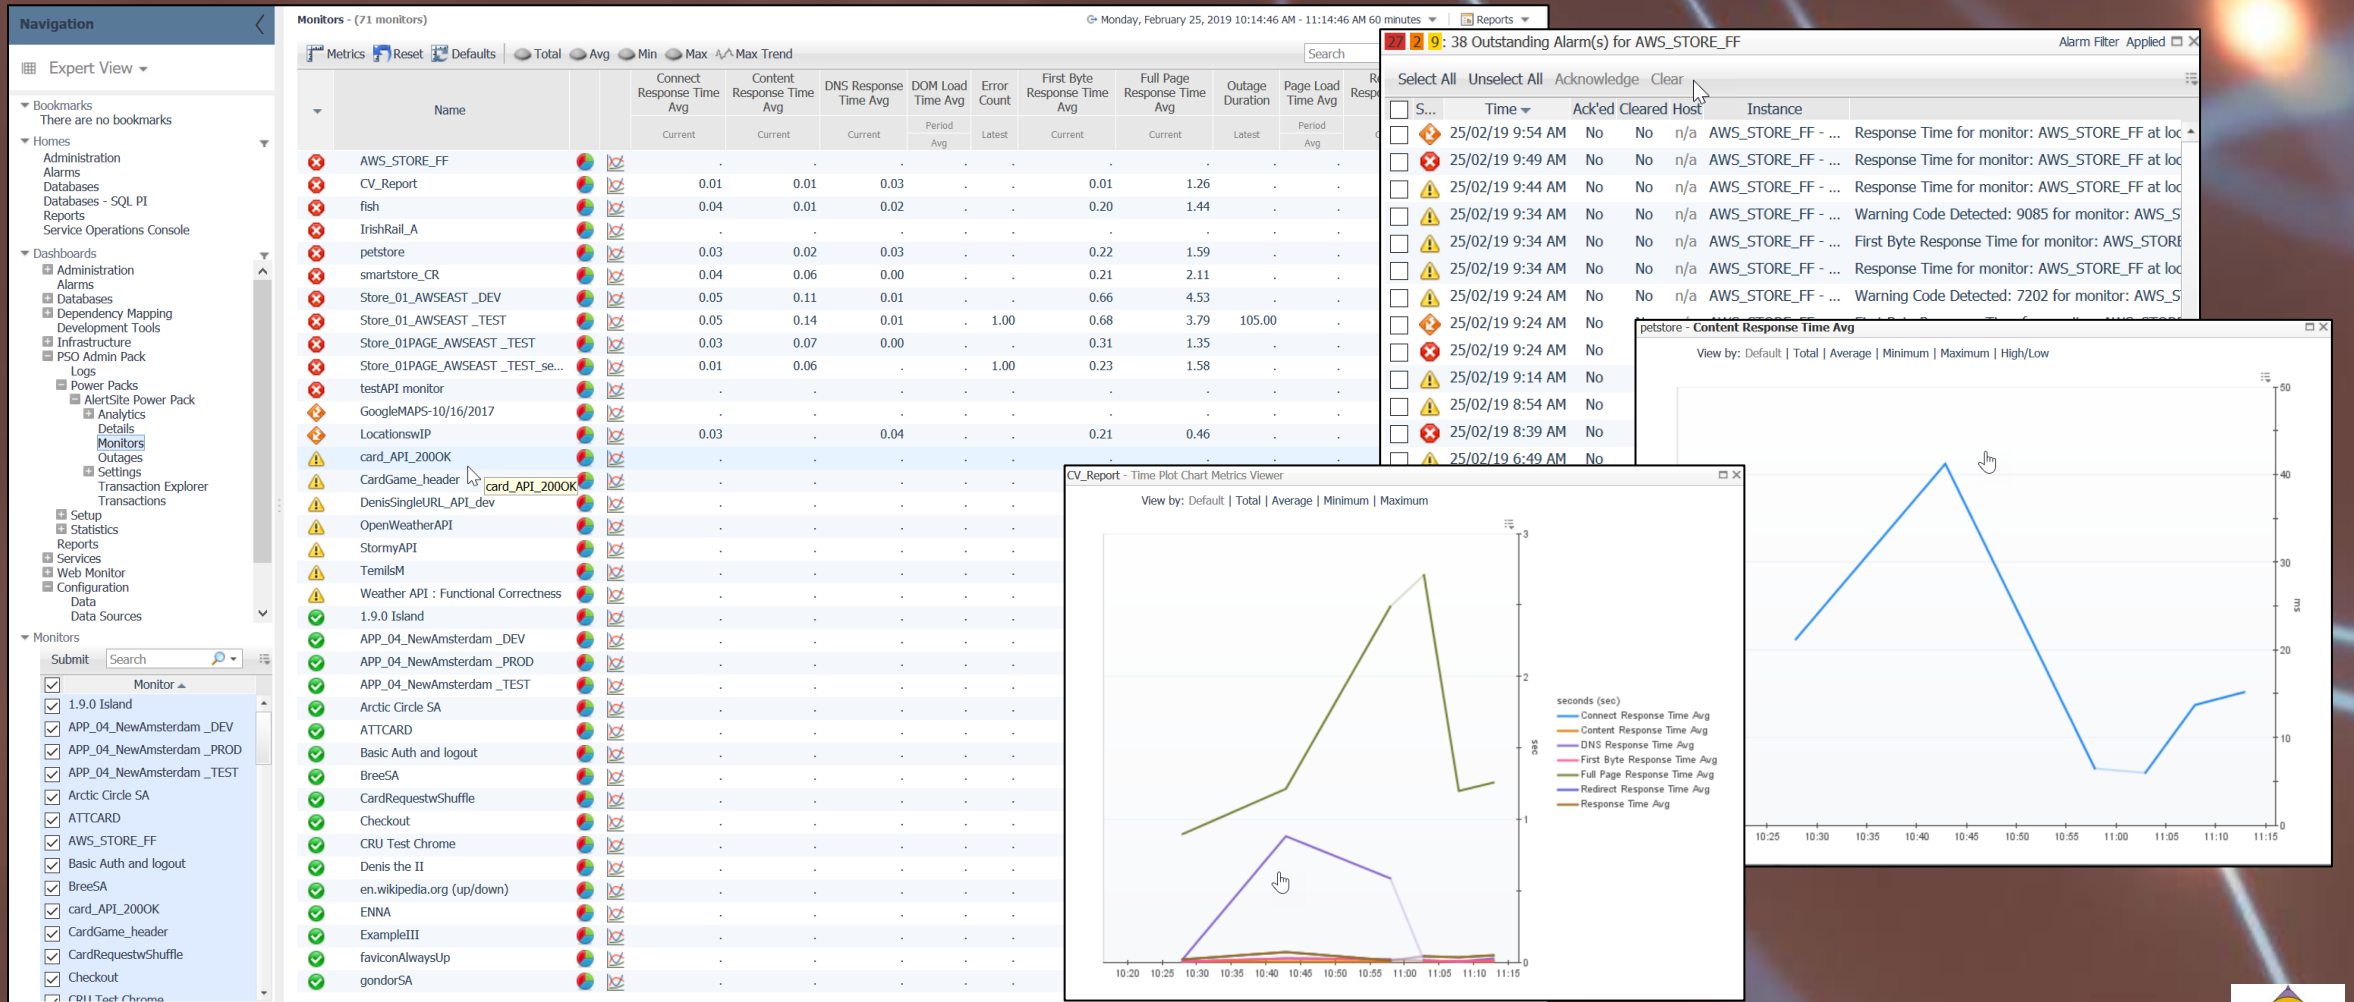 Navigation
Expert View
Bookmarks
There are no bookmarks
Homes
Administration
Alarms
Databases
Databases - SQL PI
Reports
Service Operations Console
Dashboards
Administration
Alarms
Databases
Dependency Mapping
Development Tools
Infrastructure
PSO Admin Pack
Logs
Power Packs
AlertSite Power Pack
Analytics
Details
Monitors
Outages
Settings
Transaction Explorer
Transactions
Setup
Statistics
Reports
Services
Web Monitor
Configuration
Data
Data Sources
Monitors
Submit Search
Monitor
1.9.0 Island
APP_04_NewAmsterdam _DEV
APP_04_NewAmsterdam _PROD
APP_04_NewAmsterdam _TEST
Arctic Circle SA
ATTCARD
AWS_STORE_FF
Basic Auth and logout
BreeSA
card_API_200OK
CardGame_header
CardRequestwShuffle
Checkout
CRU Test Chrome
Monitors - (71 monitors) Monday, February 25, 2019 10:14:46 AM - 11:14:46 AM 60 minutes Reports
Metrics Reset Defaults Total Avg Min Max Max Trend Search
Name Connect Response Time Avg Content Response Time Avg DNS Response Time Avg DOM Load Time Avg Error Count First Byte Response Time Avg Full Page Response Time Avg Outage Duration Page Load Time Avg
Current Current Current Period Avg Latest Current Current Latest Period Avg
AWS_STORE_FF . . . . . . . . .
CV_Report 0.01 0.01 0.03 . . 0.01 1.26 . .
fish 0.04 0.01 0.02 . . 0.20 1.44 . .
IrishRail_A . . . . . . . . .
petstore 0.03 0.02 0.03 . . 0.22 1.59 . .
smartstore_CR 0.04 0.06 0.00 . . 0.21 2.11 . .
Store_01_AWSEAST _DEV 0.05 0.11 0.01 . . 0.66 4.53 . .
Store_01_AWSEAST _TEST 0.05 0.14 0.01 . 1.00 0.68 3.79 105.00 .
Store_01PAGE_AWSEAST _TEST 0.03 0.07 0.00 . . 0.31 1.35 . .
Store_01PAGE_AWSEAST _TEST_se... 0.01 0.06 . . 1.00 0.23 1.58 . .
testAPI monitor . . . . . . . . .
GoogleMAPS-10/16/2017 . . . . . . . . .
LocationswIP 0.03 . 0.04 . . 0.21 0.46 . .
card_API_200OK
CardGame_header
card_API_200OK
DenisSingleURL_API_dev
OpenWeatherAPI
StormyAPI
TemilsM
Weather API : Functional Correctness
1.9.0 Island
APP_04_NewAmsterdam _DEV
APP_04_NewAmsterdam _PROD
APP_04_NewAmsterdam _TEST
Arctic Circle SA
ATTCARD
Basic Auth and logout
BreeSA
CardRequestwShuffle
Checkout
CRU Test Chrome
Denis the II
en.wikipedia.org (up/down)
ENNA
ExampleIII
faviconAlwaysUp
gondorSA
27 2 9 : 38 Outstanding Alarm(s) for AWS_STORE_FF Alarm Filter Applied
Select All Unselect All Acknowledge Clear
S... Time Ack'ed Cleared Host Instance
25/02/19 9:54 AM No No n/a AWS_STORE_FF - ... Response Time for monitor: AWS_STORE_FF at loc
25/02/19 9:49 AM No No n/a AWS_STORE_FF - ... Response Time for monitor: AWS_STORE_FF at loc
25/02/19 9:44 AM No No n/a AWS_STORE_FF - ... Response Time for monitor: AWS_STORE_FF at loc
25/02/19 9:34 AM No No n/a AWS_STORE_FF - ... Warning Code Detected: 9085 for monitor: AWS_S
25/02/19 9:34 AM No No n/a AWS_STORE_FF - ... First Byte Response Time for monitor: AWS_STORE
25/02/19 9:34 AM No No n/a AWS_STORE_FF - ... Response Time for monitor: AWS_STORE_FF at loc
25/02/19 9:24 AM No No n/a AWS_STORE_FF - ... Warning Code Detected: 7202 for monitor: AWS_S
25/02/19 9:24 AM No
25/02/19 9:24 AM No
25/02/19 9:14 AM No
25/02/19 8:54 AM No
25/02/19 8:39 AM No
25/02/19 6:49 AM No
petstore - Content Response Time Avg
View by: Default | Total | Average | Minimum | Maximum | High/Low
50
40
30
ms
20
10
0
10:25 10:30 10:35 10:40 10:45 10:50 10:55 11:00 11:05 11:10 11:15
CV_Report - Time Plot Chart Metrics Viewer
View by: Default | Total | Average | Minimum | Maximum
3
2
sec
1
0
seconds (sec)
Connect Response Time Avg
Content Response Time Avg
DNS Response Time Avg
First Byte Response Time Avg
Full Page Response Time Avg
Redirect Response Time Avg
Response Time Avg
10:20 10:25 10:30 10:35 10:40 10:45 10:50 10:55 11:00 11:05 11:10 11:15